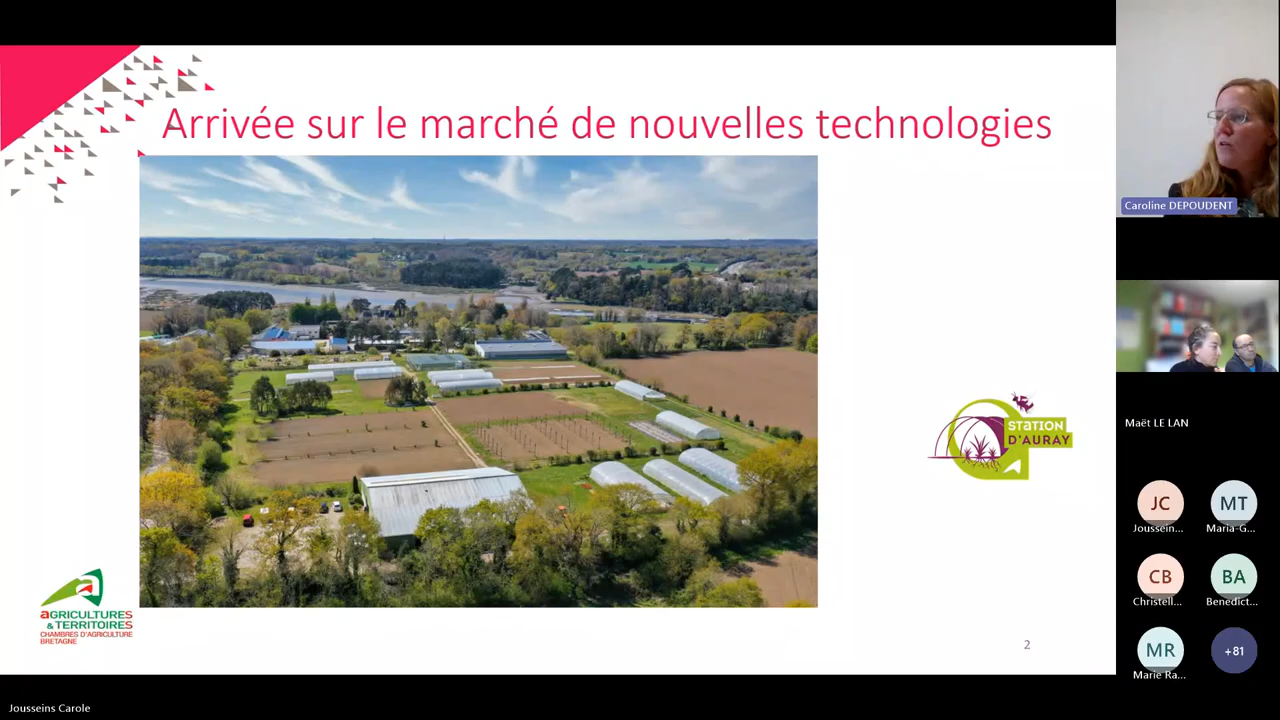 Arrivée sur le marché de nouvelles technologies
STATION
D'AURAY
aGRICULTURES
& TERRITOIRES
CHAMBRES D'AGRICULTURE
BRETAGNE
2
Caroline DEPOUDENT
Maët LE LAN
JC
Joussein...
MT
Maria-G...
CB
Christell...
BA
Benedict...
MR
Marie Ra...
+81
Jousseins Carole